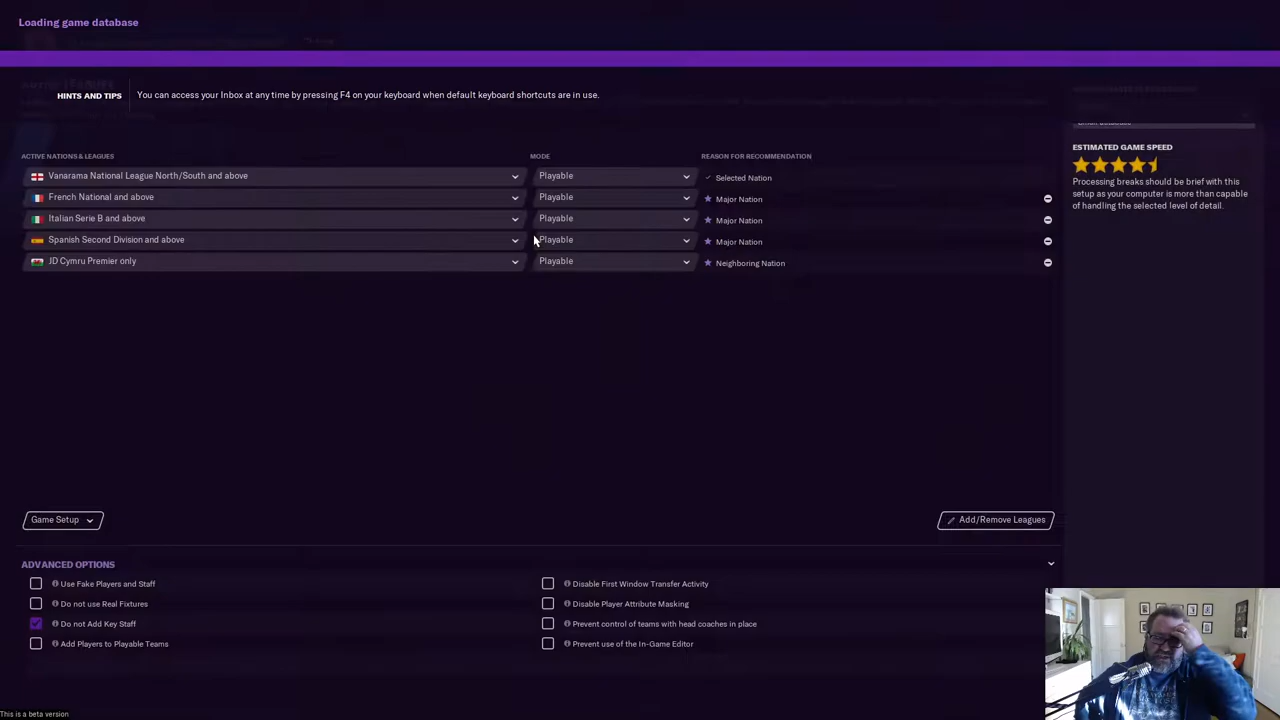 Loading game database
HINTS AND TIPS
You can access your Inbox at any time by pressing F4 on your keyboard when default keyboard shortcuts are in use.
ACTIVE NATIONS & LEAGUES MODE REASON FOR RECOMMENDATION
Vanarama National League North/South and above Playable Selected Nation
French National and above Playable Major Nation
Italian Serie B and above Playable Major Nation
Spanish Second Division and above Playable Major Nation
JD Cymru Premier only Playable Neighboring Nation
ESTIMATED GAME SPEED
Processing breaks should be brief with this
setup as your computer is more than capable
of handling the selected level of detail.
Game Setup
Add/Remove Leagues
ADVANCED OPTIONS
Use Fake Players and Staff
Do not use Real Fixtures
Do not Add Key Staff
Add Players to Playable Teams
Disable First Window Transfer Activity
Disable Player Attribute Masking
Prevent control of teams with head coaches in place
Prevent use of the In-Game Editor
This is a beta version